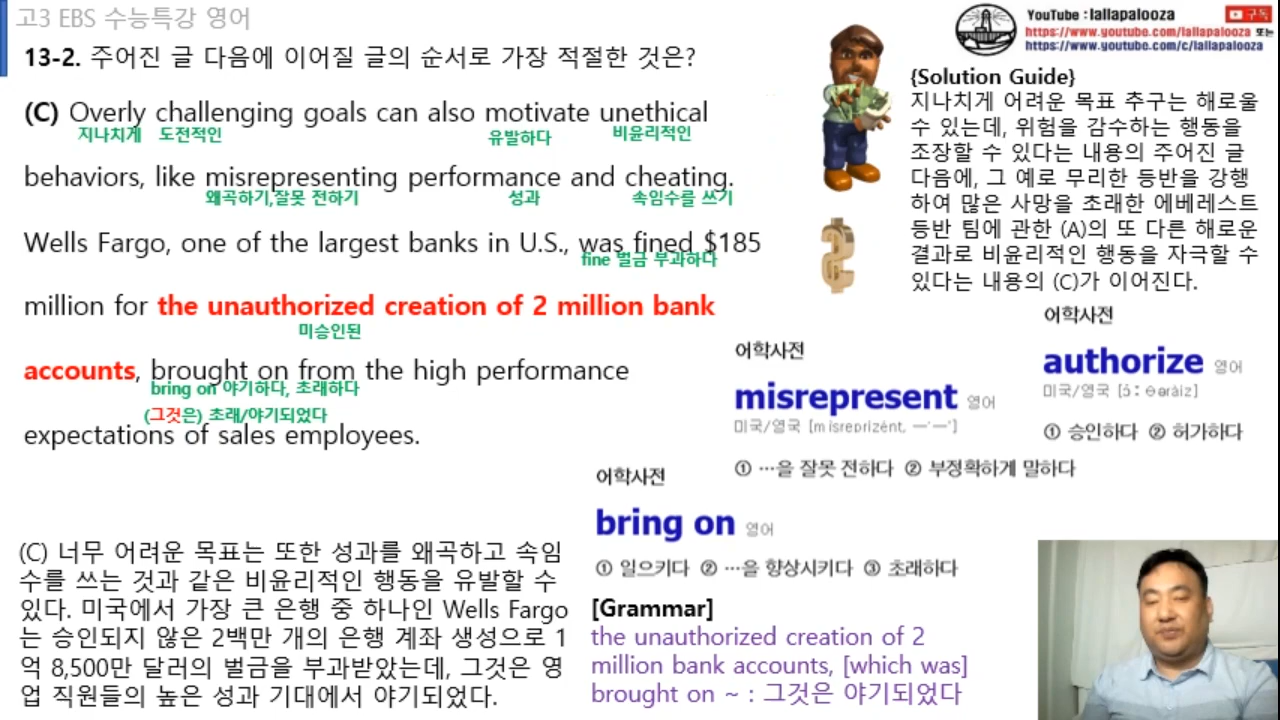 고3 EBS 수능특강 영어
13-2. 주어진 글 다음에 이어질 글의 순서로 가장 적절한 것은?
(C) Overly challenging goals can also motivate unethical
지나치게 도전적인 유발하다 비윤리적인
behaviors, like misrepresenting performance and cheating.
왜곡하기,잘못 전하기 성과 속임수를 쓰기
Wells Fargo, one of the largest banks in U.S., was fined $185
fine 벌금 부과하다
million for the unauthorized creation of 2 million bank
미승인된
accounts, brought on from the high performance
bring on 야기하다, 초래하다
(그것은) 초래/야기되었다
expectations of sales employees.
(C) 너무 어려운 목표는 또한 성과를 왜곡하고 속임
수를 쓰는 것과 같은 비윤리적인 행동을 유발할 수
있다. 미국에서 가장 큰 은행 중 하나인 Wells Fargo
는 승인되지 않은 2백만 개의 은행 계좌 생성으로 1
억 8,500만 달러의 벌금을 부과받았는데, 그것은 영
업 직원들의 높은 성과 기대에서 야기되었다.
YouTube : lallapalooza
구독
https://www.youtube.com/lallapalooza 또는
https://www.youtube.com/c/lallapalooza
{Solution Guide}
지나치게 어려운 목표 추구는 해로울
수 있는데, 위험을 감수하는 행동을
조장할 수 있다는 내용의 주어진 글
다음에, 그 예로 무리한 등반을 강행
하여 많은 사망을 초래한 에베레스트
등반 팀에 관한 (A)의 또 다른 해로운
결과로 비윤리적인 행동을 자극할 수
있다는 내용의 (C)가 이어진다.
어학사전
authorize 영어
미국/영국 [ɔ́ːθəràiz]
① 승인하다 ② 허가하다
어학사전
misrepresent 영어
미국/영국
① …을 잘못 전하다 ② 부정확하게 말하다
어학사전
bring on 영어
① 일으키다 ② …을 향상시키다 ③ 초래하다
[Grammar]
the unauthorized creation of 2
million bank accounts, [which was]
brought on ~ : 그것은 야기되었다